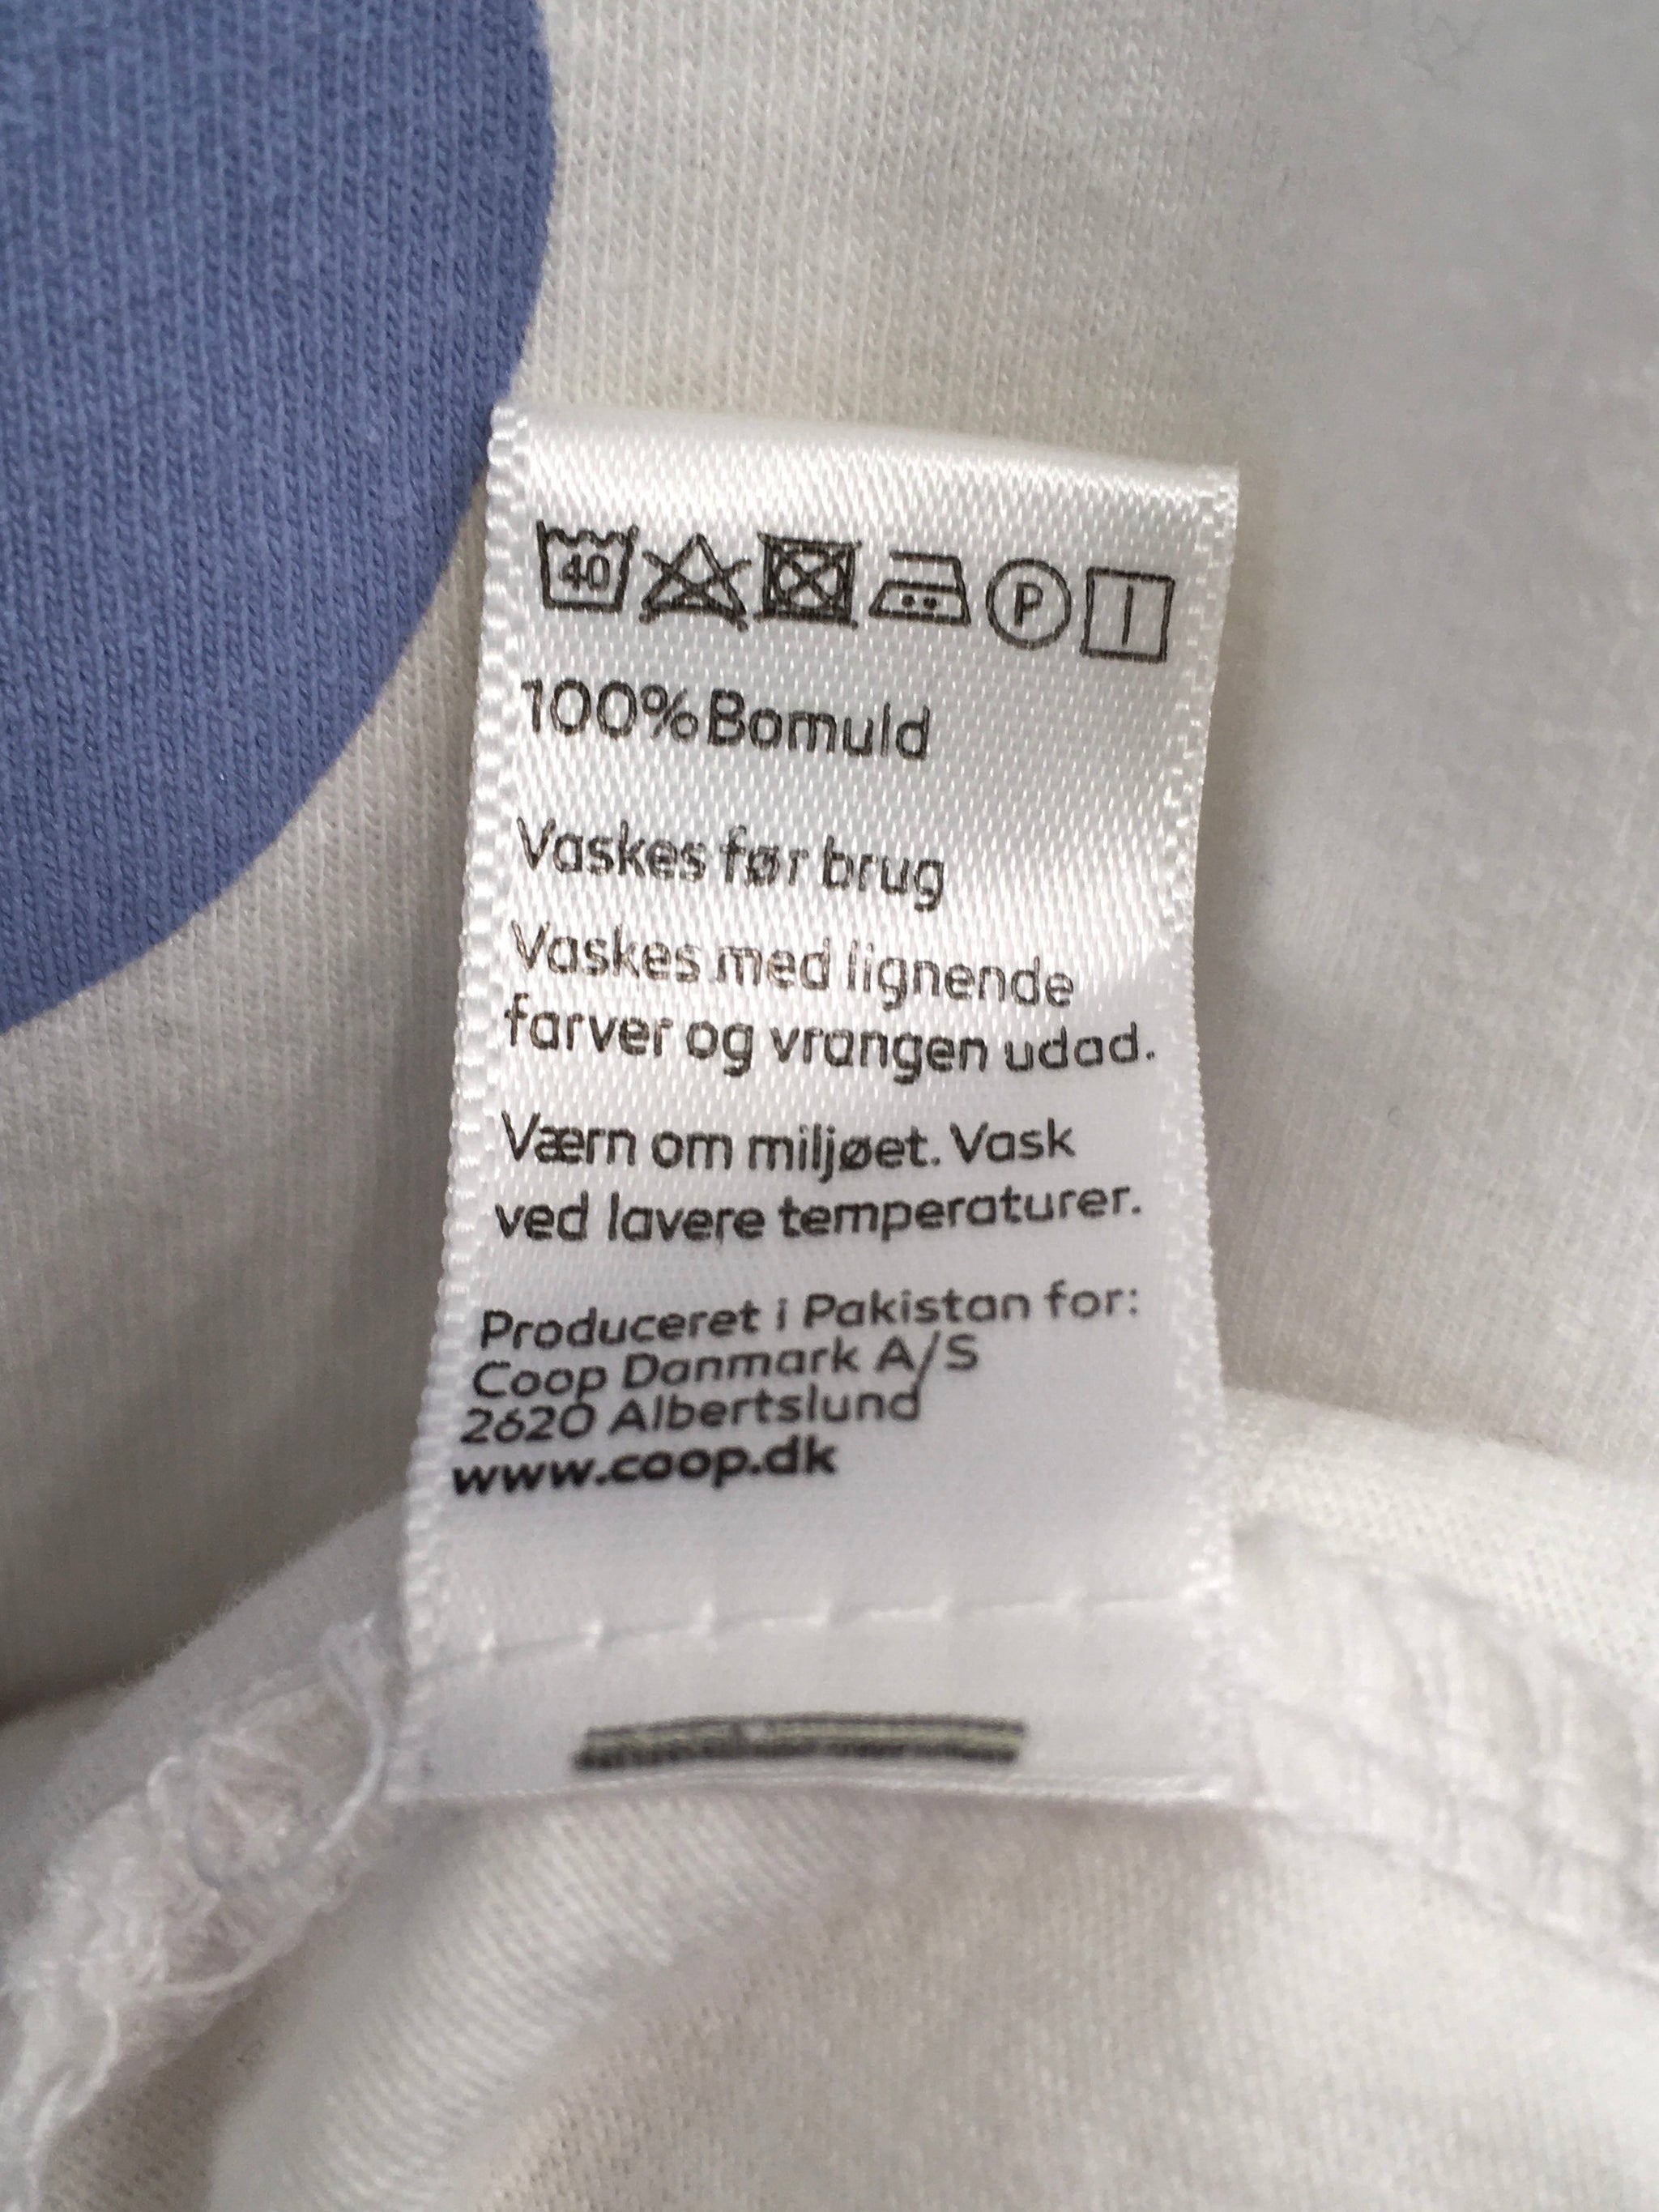 40
P
100% Bomuld
Vaskes før brug
Vaskes med lignende
farver og vrangen udad.
Værn om miljøet. Vask
ved lavere temperaturer.
Produceret i Pakistan for:
Coop Danmark A/S
2620 Albertslund
www.coop.dk